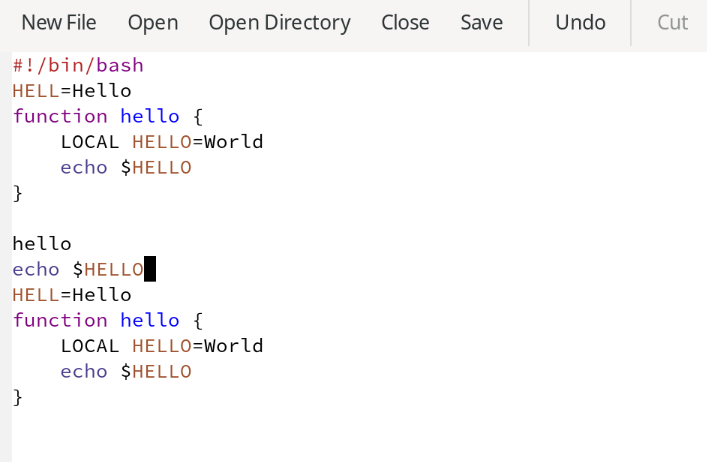 New File Open Open Directory Close Save Undo Cut
#!/bin/bash
HELL=Hello
function hello {
    LOCAL HELLO=World
    echo $HELLO
}

hello
echo $HELLO
HELL=Hello
function hello {
    LOCAL HELLO=World
    echo $HELLO
}